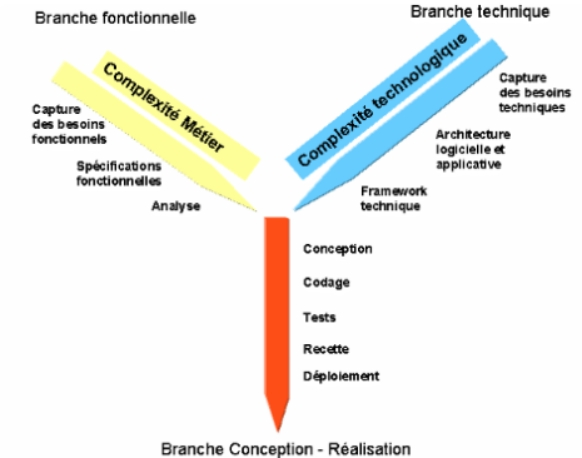 Branche fonctionnelle
Branche technique
Complexité Métier
Complexité technologique
Capture
des besoins
fonctionnels
Spécifications
fonctionnelles
Analyse
Capture
des besoins
techniques
Architecture
logicielle et
applicative
Framework
technique
Conception
Codage
Tests
Recette
Déploiement
Branche Conception - Réalisation